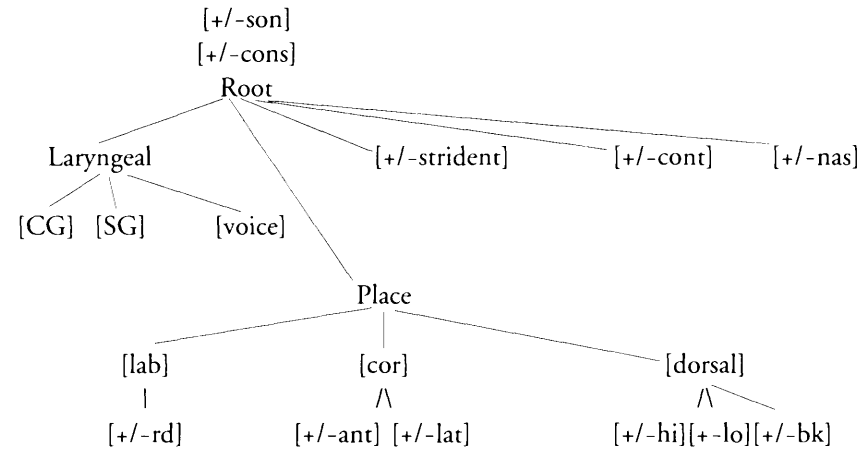 [+/-son]
[+/-cons]
Root
Laryngeal [+/-strident] [+/-cont] [+/-nas]
[CG] [SG] [voice]
Place
[lab] [cor] [dorsal]
[+/-rd] [+/-ant] [+/-lat] [+/-hi][+-lo][+/-bk]